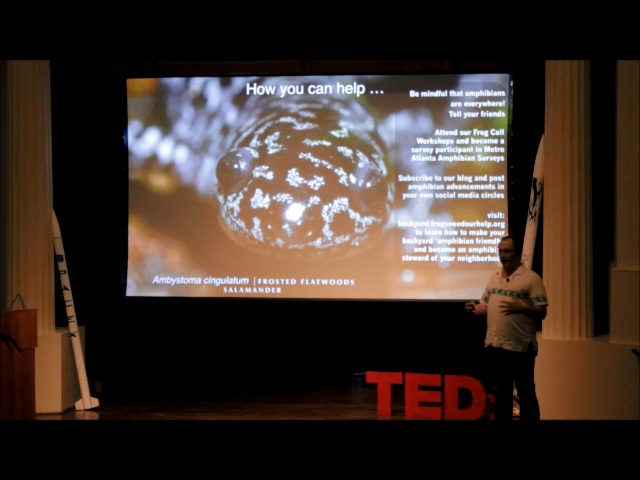 How you can help ...
Be mindful that amphibians
are everywhere!
Tell your friends
Attend our Frog Call
Workshops and become a
survey participant in Metro
Atlanta Amphibian Surveys
Subscribe to our blog and post
amphibian advancements in
your own social media circles
visit:
backyard.frogsneedourhelp.org
to learn how to make your
backyard 'amphibian friendly
and become an amphibi
steward of your neighborho
Ambystoma cingulatum | FROSTED FLATWOODS
SALAMANDER
TED